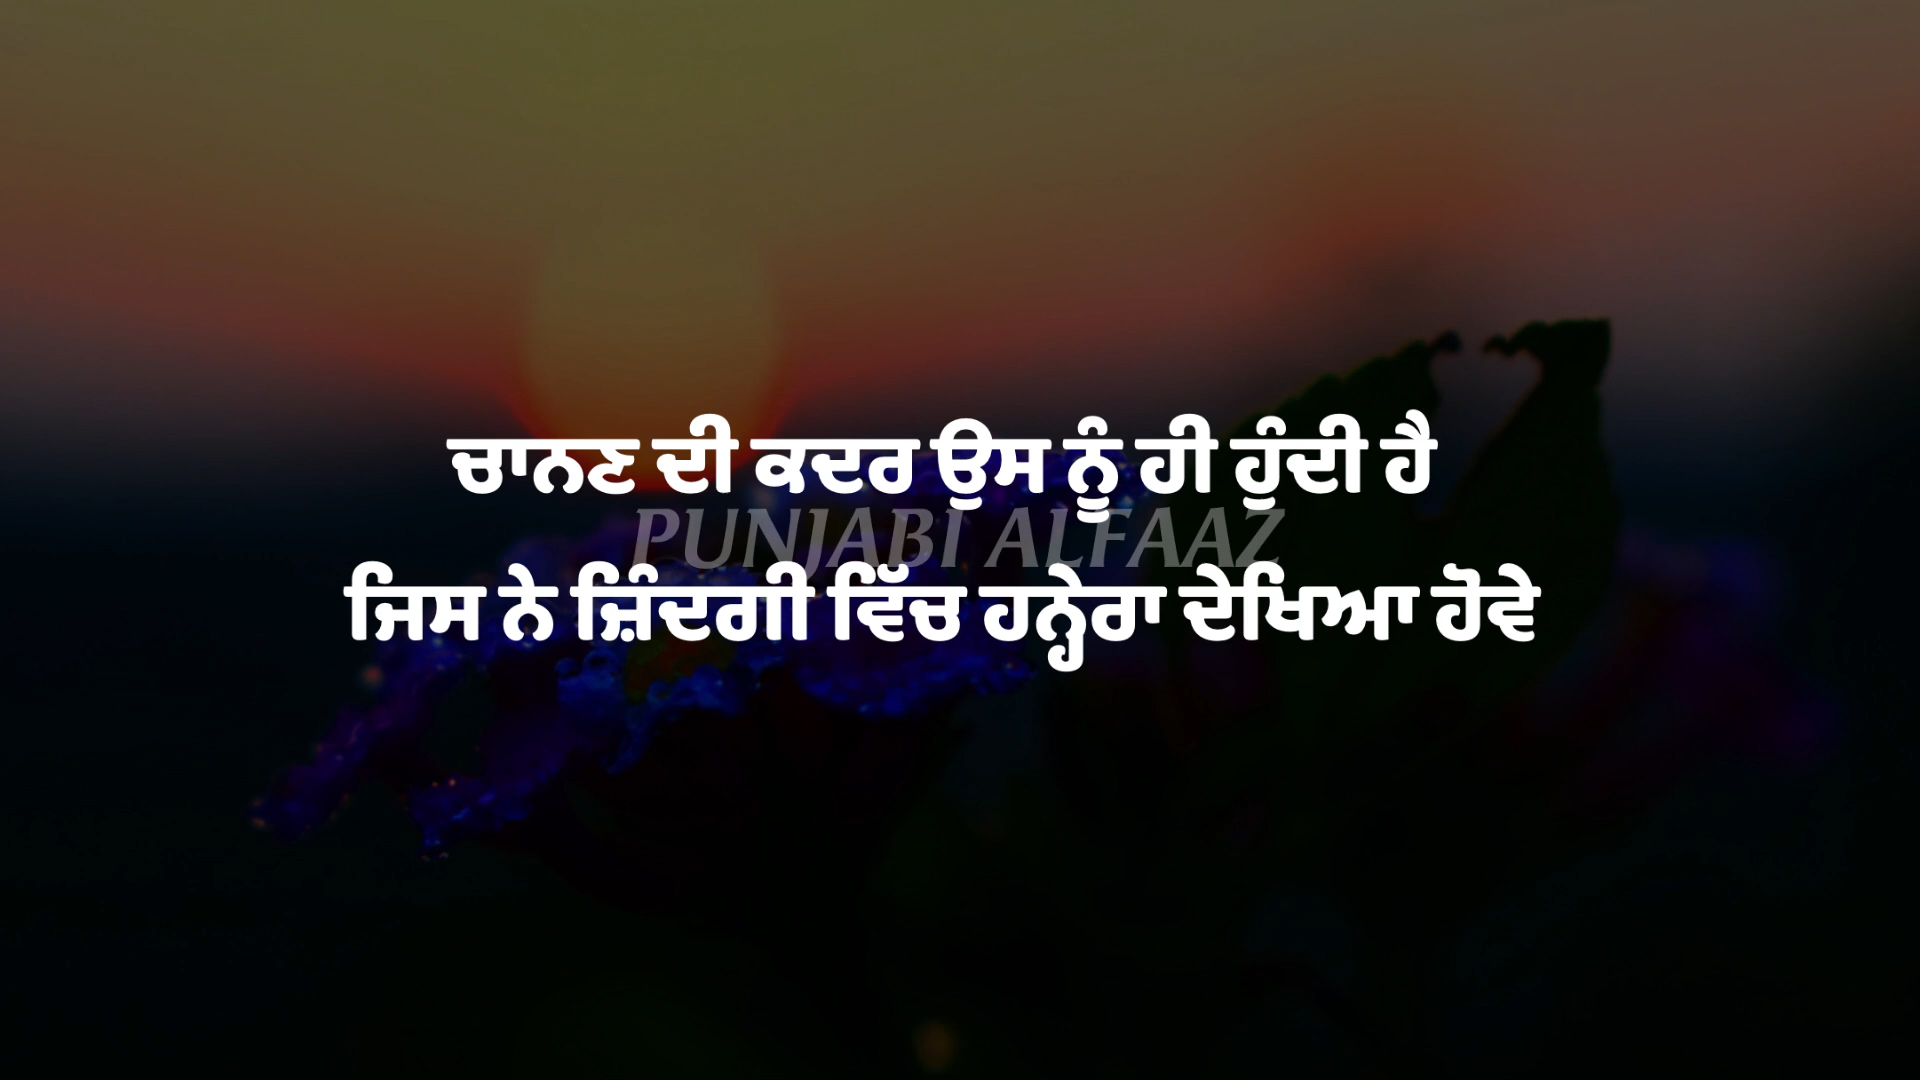 ਚਾਨਣ ਦੀ ਕਦਰ ਉਸ ਨੂੰ ਹੀ ਹੁੰਦੀ ਹੈ
PUNJABI ALFAAZ
ਜਿਸ ਨੇ ਜ਼ਿੰਦਗੀ ਵਿੱਚ ਹਨ੍ਹੇਰਾ ਦੇਖਿਆ ਹੋਵੇ